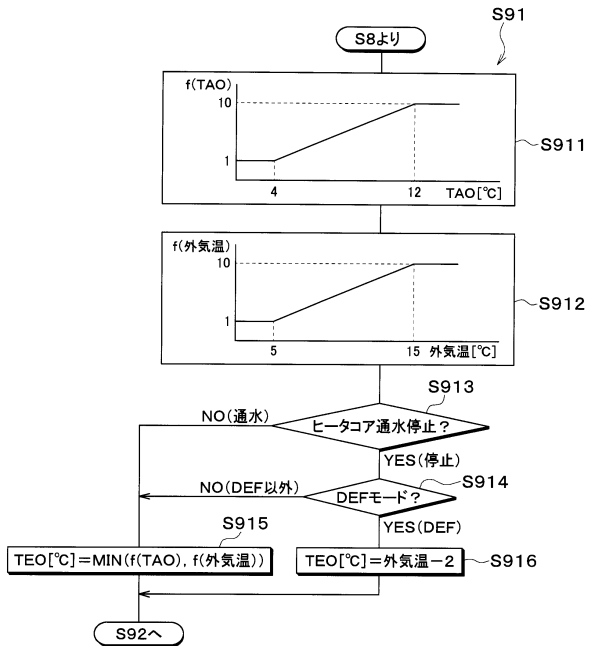 S91
S8より
f(TAO)
10
1
4
12
TAO[℃]
S911
f(外気温)
10
1
5
15
外気温[℃]
S912
S913
NO(通水)
ヒータコア通水停止？
YES(停止)
S914
NO(DEF以外)
DEFモード？
YES(DEF)
S915
TEO[℃]＝MIN(f(TAO), f(外気温))
TEO[℃]＝外気温－2
S916
S92へ